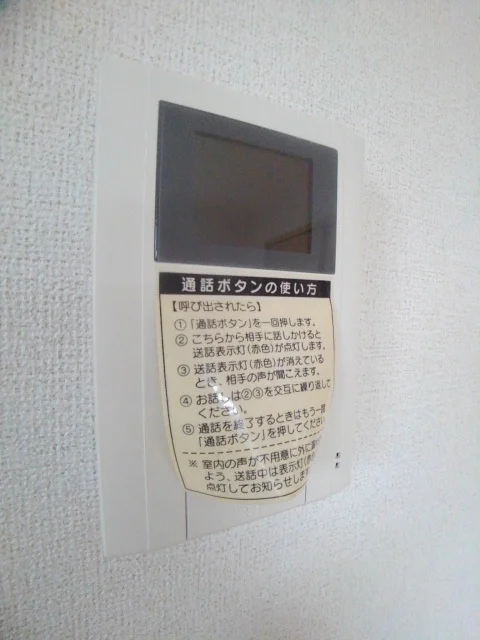 通話ボタンの使い方
【呼び出されたら】
①「通話ボタン」を一回押します。
②こちらから相手に話しかけると
送話表示灯(赤色)が点灯します。
③送話表示灯(赤色)が消えている
とき、相手の声が聞こえます。
④お話しは②③を交互に繰り返して
ください。
⑤通話を終了するときはもう一
「通話ボタン」を押してください
※室内の声が不用意に外に
よう、送話中は表示灯(赤
点灯してお知らせしま